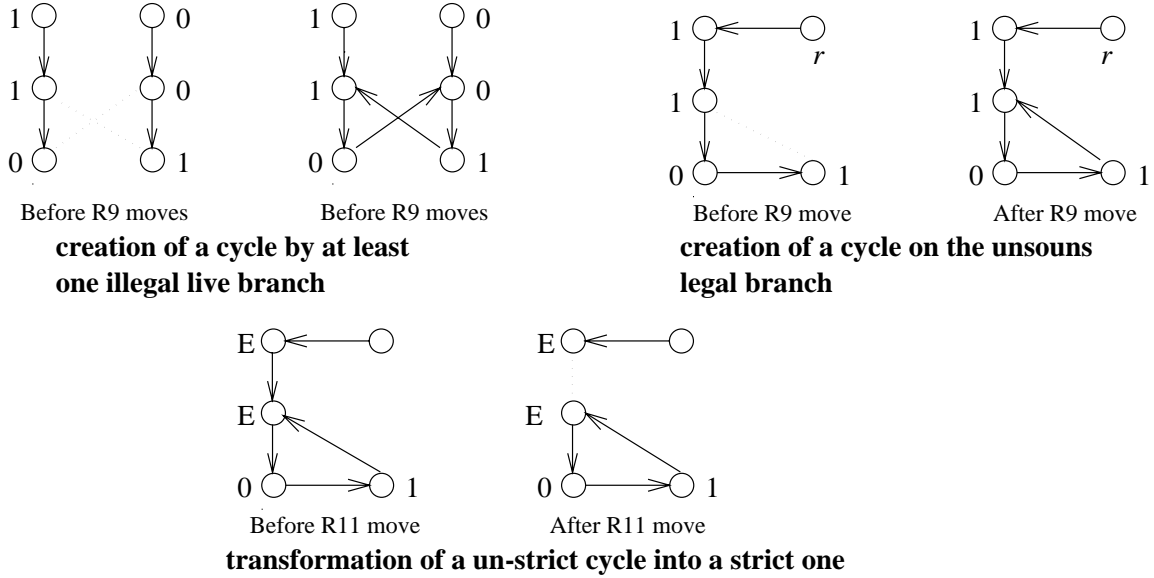 1 0 1 0 1 1
r r
1 0 1 0 1 1
0 1 0 1 0 1 0 1
Before R9 moves Before R9 moves Before R9 move After R9 move
creation of a cycle by at least
one illegal live branch
creation of a cycle on the unsouns
legal branch
E E
E E
0 1 0 1
Before R11 move After R11 move
transformation of a un-strict cycle into a strict one